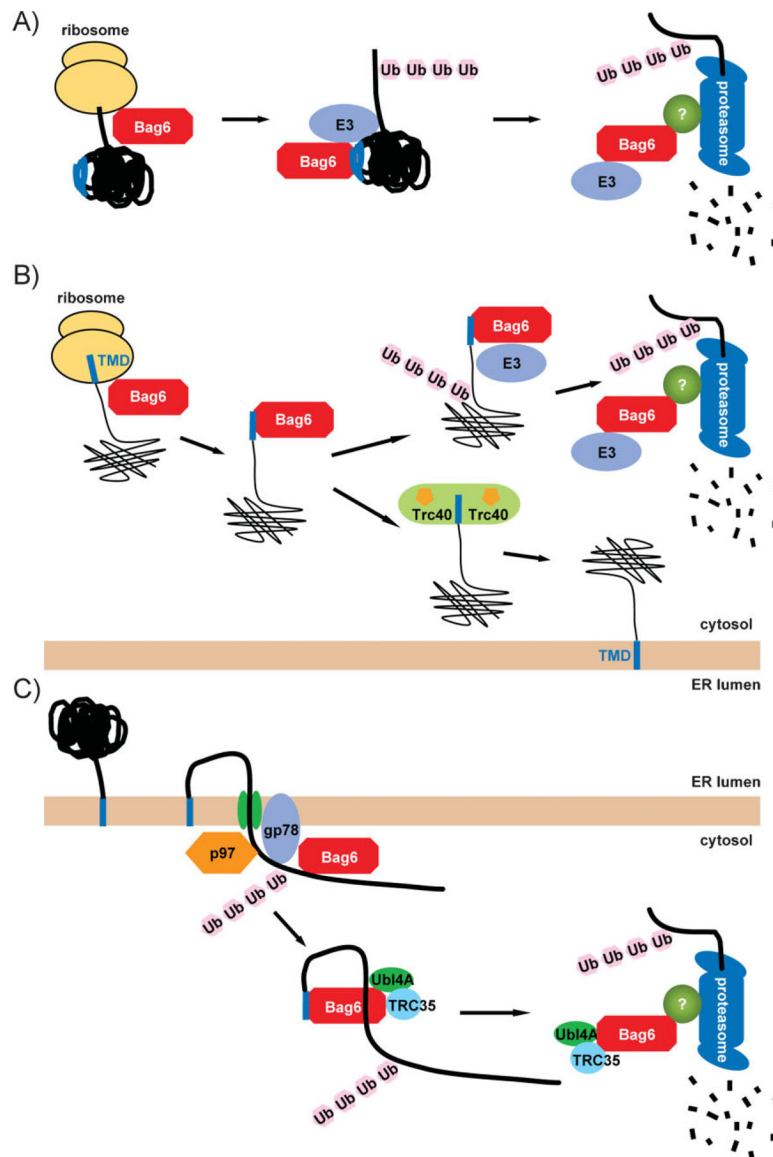 A)
ribosome
Bag6
E3
Bag6
Ub Ub Ub Ub
Ub Ub Ub Ub
proteasome
?
Bag6
E3
B)
ribosome
TMD
Bag6
Bag6
Bag6
E3
Ub Ub Ub Ub
Trc40 Trc40
Ub Ub Ub Ub
proteasome
?
Bag6
E3
cytosol
TMD
ER lumen
C)
ER lumen
cytosol
gp78
p97
Bag6
Ub Ub Ub Ub
Ubl4A
Bag6
TRC35
Ub Ub Ub Ub
Ub Ub Ub Ub
proteasome
?
Ubl4A
Bag6
TRC35